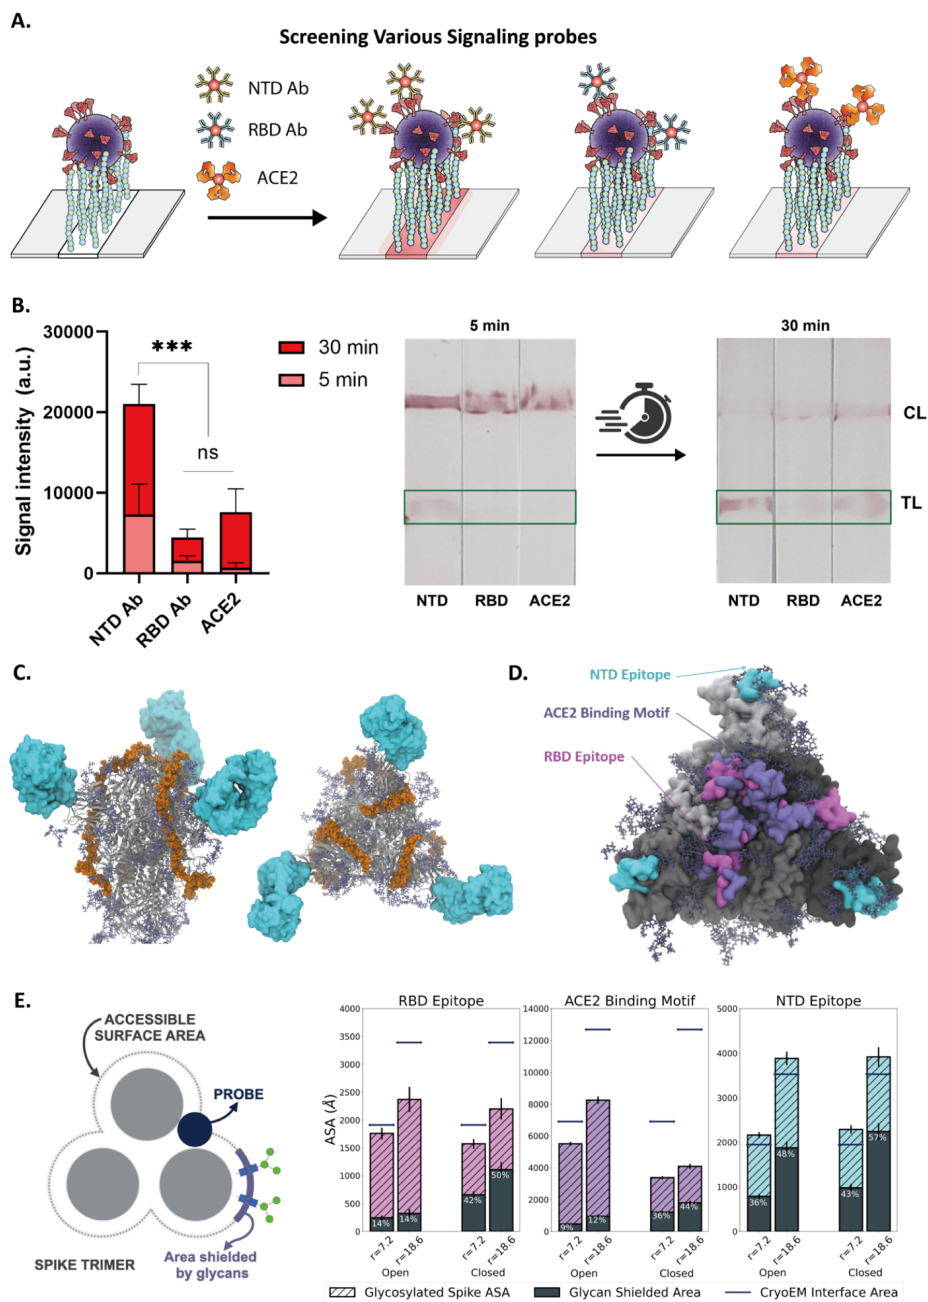 A.
Screening Various Signaling probes
NTD Ab
RBD Ab
ACE2
B.
30000
20000
10000
0
Signal intensity (a.u.)
***
ns
NTD Ab
RBD Ab
ACE2
30 min
5 min
5 min
30 min
CL
TL
NTD
RBD
ACE2
NTD
RBD
ACE2
C.
D.
NTD Epitope
ACE2 Binding Motif
RBD Epitope
E.
ACCESSIBLE
SURFACE AREA
PROBE
SPIKE TRIMER
Area shielded
by glycans
RBD Epitope
ACE2 Binding Motif
NTD Epitope
ASA (Å)
4000
3500
3000
2500
2000
1500
1000
500
0
14%
14%
42%
50%
r=7.2
r=18.6
r=7.2
r=18.6
Open
Closed
14000
12000
10000
8000
6000
4000
2000
0
9%
12%
36%
44%
r=7.2
r=18.6
r=7.2
r=18.6
Open
Closed
5000
4000
3000
2000
1000
0
36%
48%
43%
57%
r=7.2
r=18.6
r=7.2
r=18.6
Open
Closed
Glycosylated Spike ASA
Glycan Shielded Area
CryoEM Interface Area